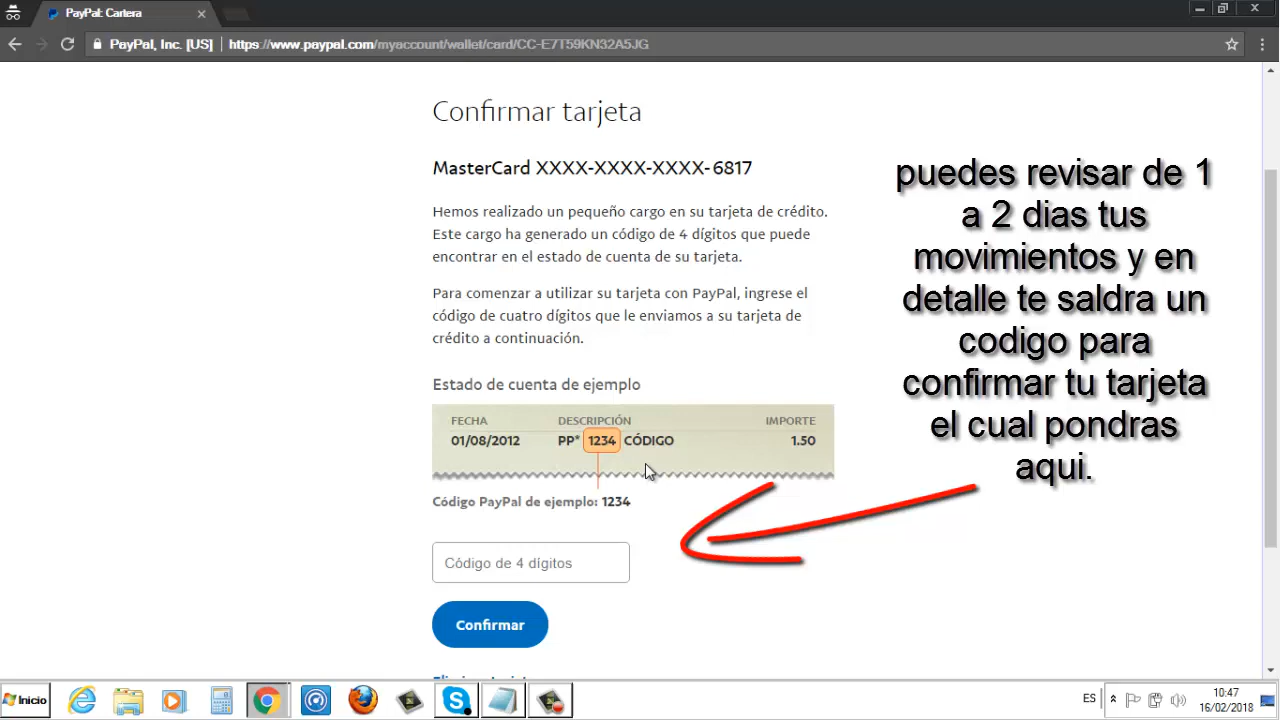 PayPal: Cartera
PayPal, Inc. [US]
https://www.paypal.com/myaccount/wallet/card/CC-E7T59KN32A5JG
Confirmar tarjeta
MasterCard XXXX-XXXX-XXXX-6817
Hemos realizado un pequeño cargo en su tarjeta de crédito.
Este cargo ha generado un código de 4 dígitos que puede
encontrar en el estado de cuenta de su tarjeta.
Para comenzar a utilizar su tarjeta con PayPal, ingrese el
código de cuatro dígitos que le enviamos a su tarjeta de
crédito a continuación.
Estado de cuenta de ejemplo
FECHA DESCRIPCIÓN IMPORTE
01/08/2012 PP* 1234 CÓDIGO 1.50
Código PayPal de ejemplo: 1234
Código de 4 dígitos
Confirmar
puedes revisar de 1
a 2 dias tus
movimientos y en
detalle te saldra un
codigo para
confirmar tu tarjeta
el cual pondras
aqui.
Inicio
ES
10:47
16/02/2018